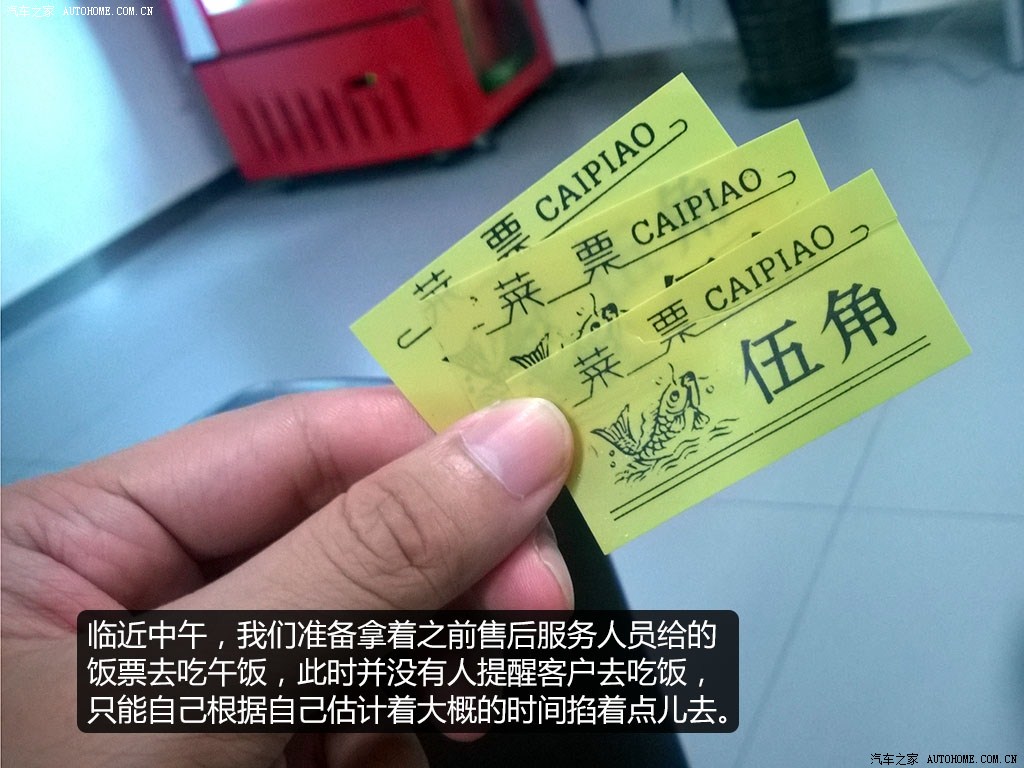 汽车之家 AUTOHOME.COM.CN
菜票 CAIPIAO
菜票 CAIPIAO
菜票 CAIPIAO
伍角
临近中午，我们准备拿着之前售后服务人员给的
饭票去吃午饭，此时并没有人提醒客户去吃饭，
只能自己根据自己估计着大概的时间掐着点儿去。
汽车之家 AUTOHOME.COM.CN